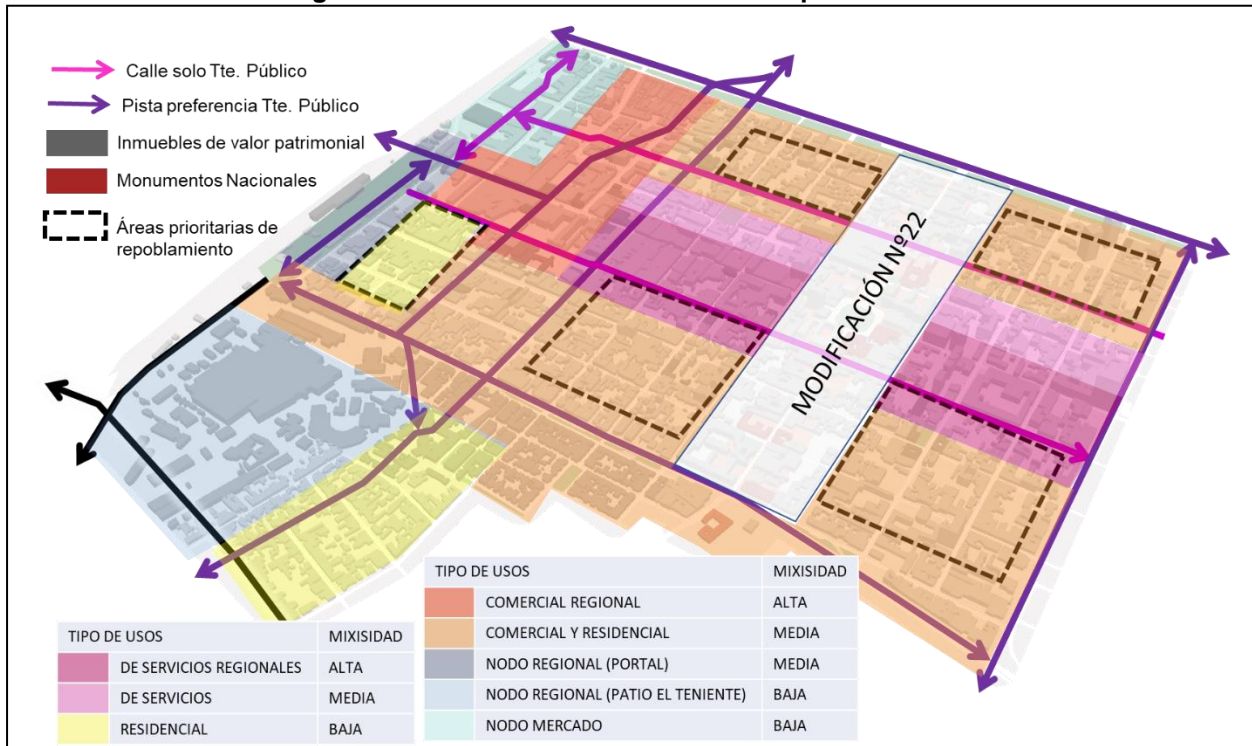 Calle solo Tte. Público
Pista preferencia Tte. Público
Inmuebles de valor patrimonial
Monumentos Nacionales
Áreas prioritarias de
repoblamiento
MODIFICACIÓN Nº22
TIPO DE USOS MIXISIDAD
DE SERVICIOS REGIONALES ALTA
DE SERVICIOS MEDIA
RESIDENCIAL BAJA
TIPO DE USOS MIXISIDAD
COMERCIAL REGIONAL ALTA
COMERCIAL Y RESIDENCIAL MEDIA
NODO REGIONAL (PORTAL) MEDIA
NODO REGIONAL (PATIO EL TENIENTE) BAJA
NODO MERCADO BAJA